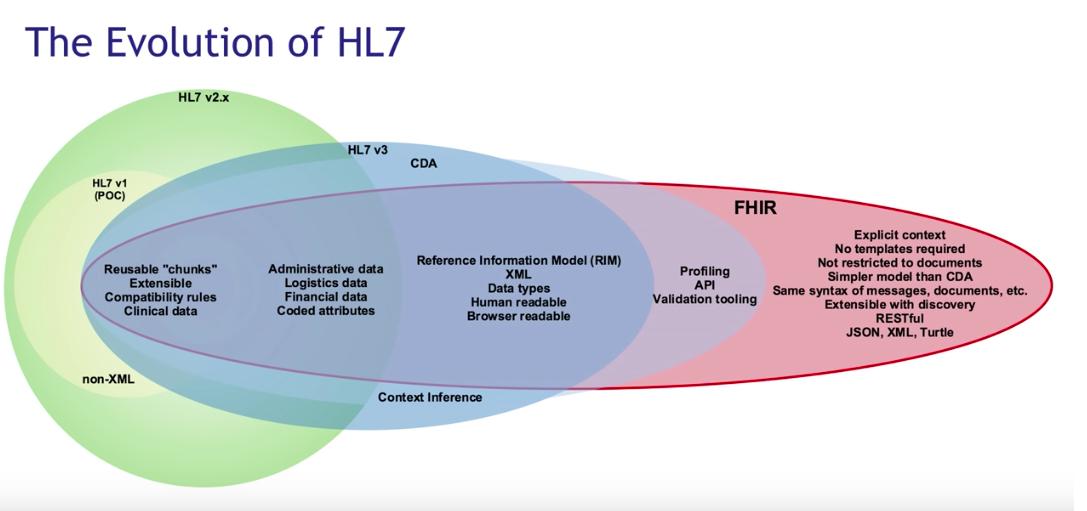 The Evolution of HL7
HL7 v2.x
HL7 v3
CDA
HL7 v1
(POC)
FHIR
Reusable "chunks"
Extensible
Compatibility rules
Clinical data
Administrative data
Logistics data
Financial data
Coded attributes
Reference Information Model (RIM)
XML
Data types
Human readable
Browser readable
Profiling
API
Validation tooling
Explicit context
No templates required
Not restricted to documents
Simpler model than CDA
Same syntax of messages, documents, etc.
Extensible with discovery
RESTful
JSON, XML, Turtle
non-XML
Context Inference